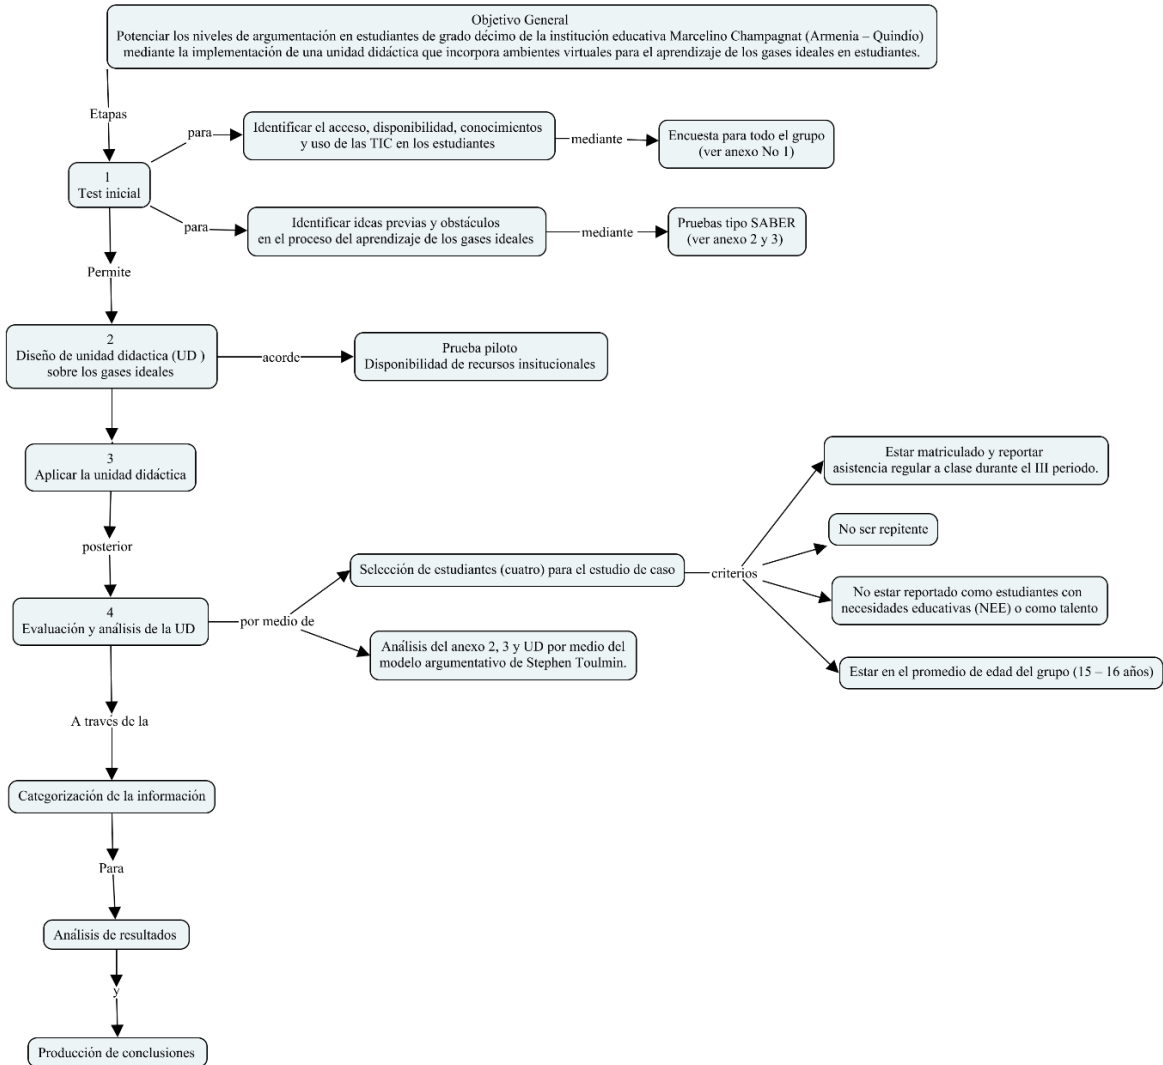 Objetivo General
Potenciar los niveles de argumentación en estudiantes de grado décimo de la institución educativa Marcelino Champagnat (Armenia – Quindío)
mediante la implementación de una unidad didáctica que incorpora ambientes virtuales para el aprendizaje de los gases ideales en estudiantes.
Etapas
1
Test inicial
para
Identificar el acceso, disponibilidad, conocimientos
y uso de las TIC en los estudiantes
mediante
Encuesta para todo el grupo
(ver anexo No 1)
para
Identificar ideas previas y obstáculos
en el proceso del aprendizaje de los gases ideales
mediante
Pruebas tipo SABER
(ver anexo 2 y 3)
Permite
2
Diseño de unidad didactica (UD )
sobre los gases ideales
acorde
Prueba piloto
Disponibilidad de recursos insitucionales
3
Aplicar la unidad didáctica
posterior
4
Evaluación y análisis de la UD
por medio de
Selección de estudiantes (cuatro) para el estudio de caso
criterios
Estar matriculado y reportar
asistencia regular a clase durante el III periodo.
No ser repitente
No estar reportado como estudiantes con
necesidades educativas (NEE) o como talento
Estar en el promedio de edad del grupo (15 – 16 años)
Análisis del anexo 2, 3 y UD por medio del
modelo argumentativo de Stephen Toulmin.
A través de la
Categorización de la información
Para
Análisis de resultados
y
Producción de conclusiones